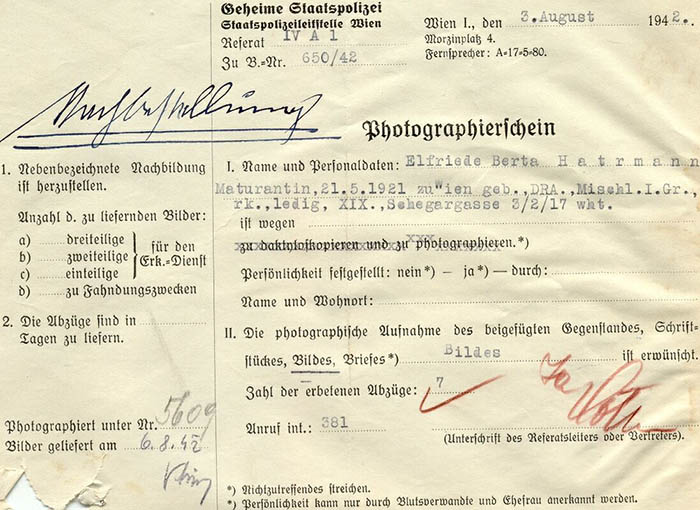 Geheime Staatspolizei
Staatspolizeileitstelle Wien
Referat IV A 1
Zu B.=Nr. 650/42
Wien I., den 3.August 1942.
Morzinplatz 4.
Fernsprecher: A=17=5=80.
Nachbestellung
Photographierschein
1. Nebenbezeichnete Nachbildung
ist herzustellen.
Anzahl d. zu liefernden Bilder:
a) dreiteilige
b) zweiteilige
c) einteilige
für den
Erk.=Dienst
d) zu Fahndungszwecken
2. Die Abzüge sind in
Tagen zu liefern.
Photographiert unter Nr. 5609
Bilder geliefert am 6.8.42
I. Name und Personaldaten: Elfriede Berta Hatrmann
Maturantin,21.5.1921 zu"ien geb.,DRA.,Mischl.I.Gr.,
rk.,ledig, XIX., Sehegargasse 3/2/17 wht.
ist wegen
zu daktyloskopieren und zu photographieren.*)
Persönlichkeit festgestellt: nein*) – ja*) – durch:
Name und Wohnort:
II. Die photographische Aufnahme des beigefügten Gegenstandes, Schrift=
stückes, Bildes, Briefes*) Bildes ist erwünscht.
Zahl der erbetenen Abzüge: 7
Anruf int.: 381
(Unterschrift des Referatsleiters oder Vertreters).
*) Nichtzutreffendes streichen.
*) Persönlichkeit kann nur durch Blutsverwandte und Ehefrau anerkannt werden.